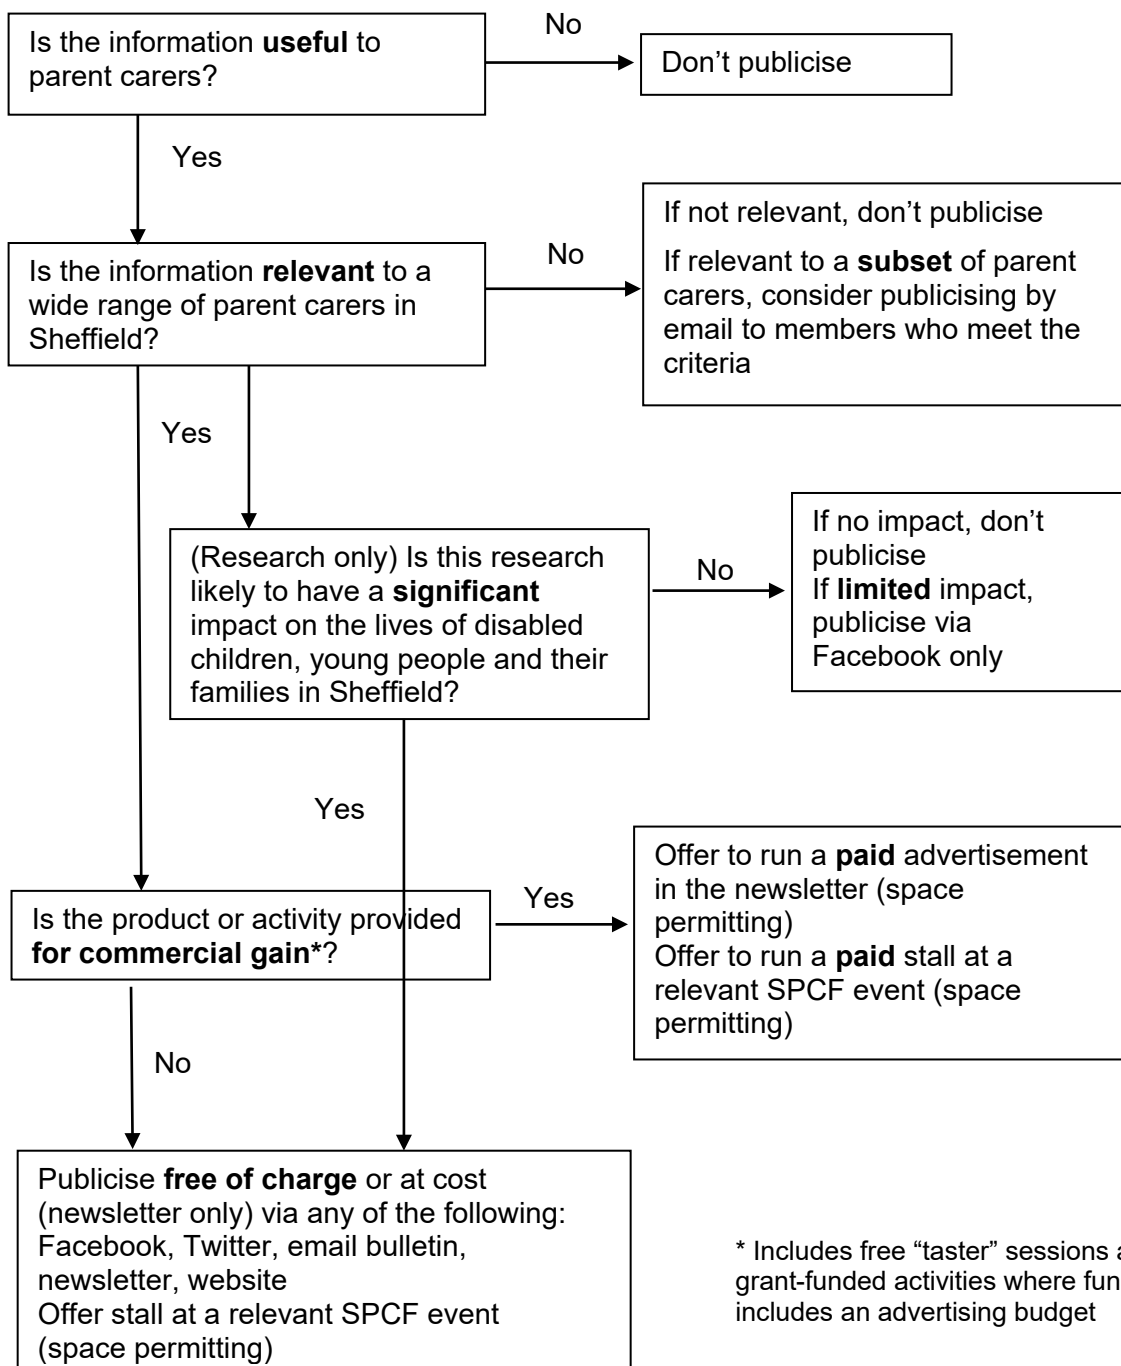 Is the information useful to
parent carers?
No
Don’t publicise
Yes
Is the information relevant to a
wide range of parent carers in
Sheffield?
No
If not relevant, don’t publicise
If relevant to a subset of parent
carers, consider publicising by
email to members who meet the
criteria
Yes
(Research only) Is this research
likely to have a significant
impact on the lives of disabled
children, young people and their
families in Sheffield?
No
If no impact, don’t
publicise
If limited impact,
publicise via
Facebook only
Yes
Is the product or activity provided
for commercial gain*?
Yes
Offer to run a paid advertisement
in the newsletter (space
permitting)
Offer to run a paid stall at a
relevant SPCF event (space
permitting)
No
Publicise free of charge or at cost
(newsletter only) via any of the following:
Facebook, Twitter, email bulletin,
newsletter, website
Offer stall at a relevant SPCF event
(space permitting)
* Includes free “taster” sessions
grant-funded activities where
includes an advertising budget